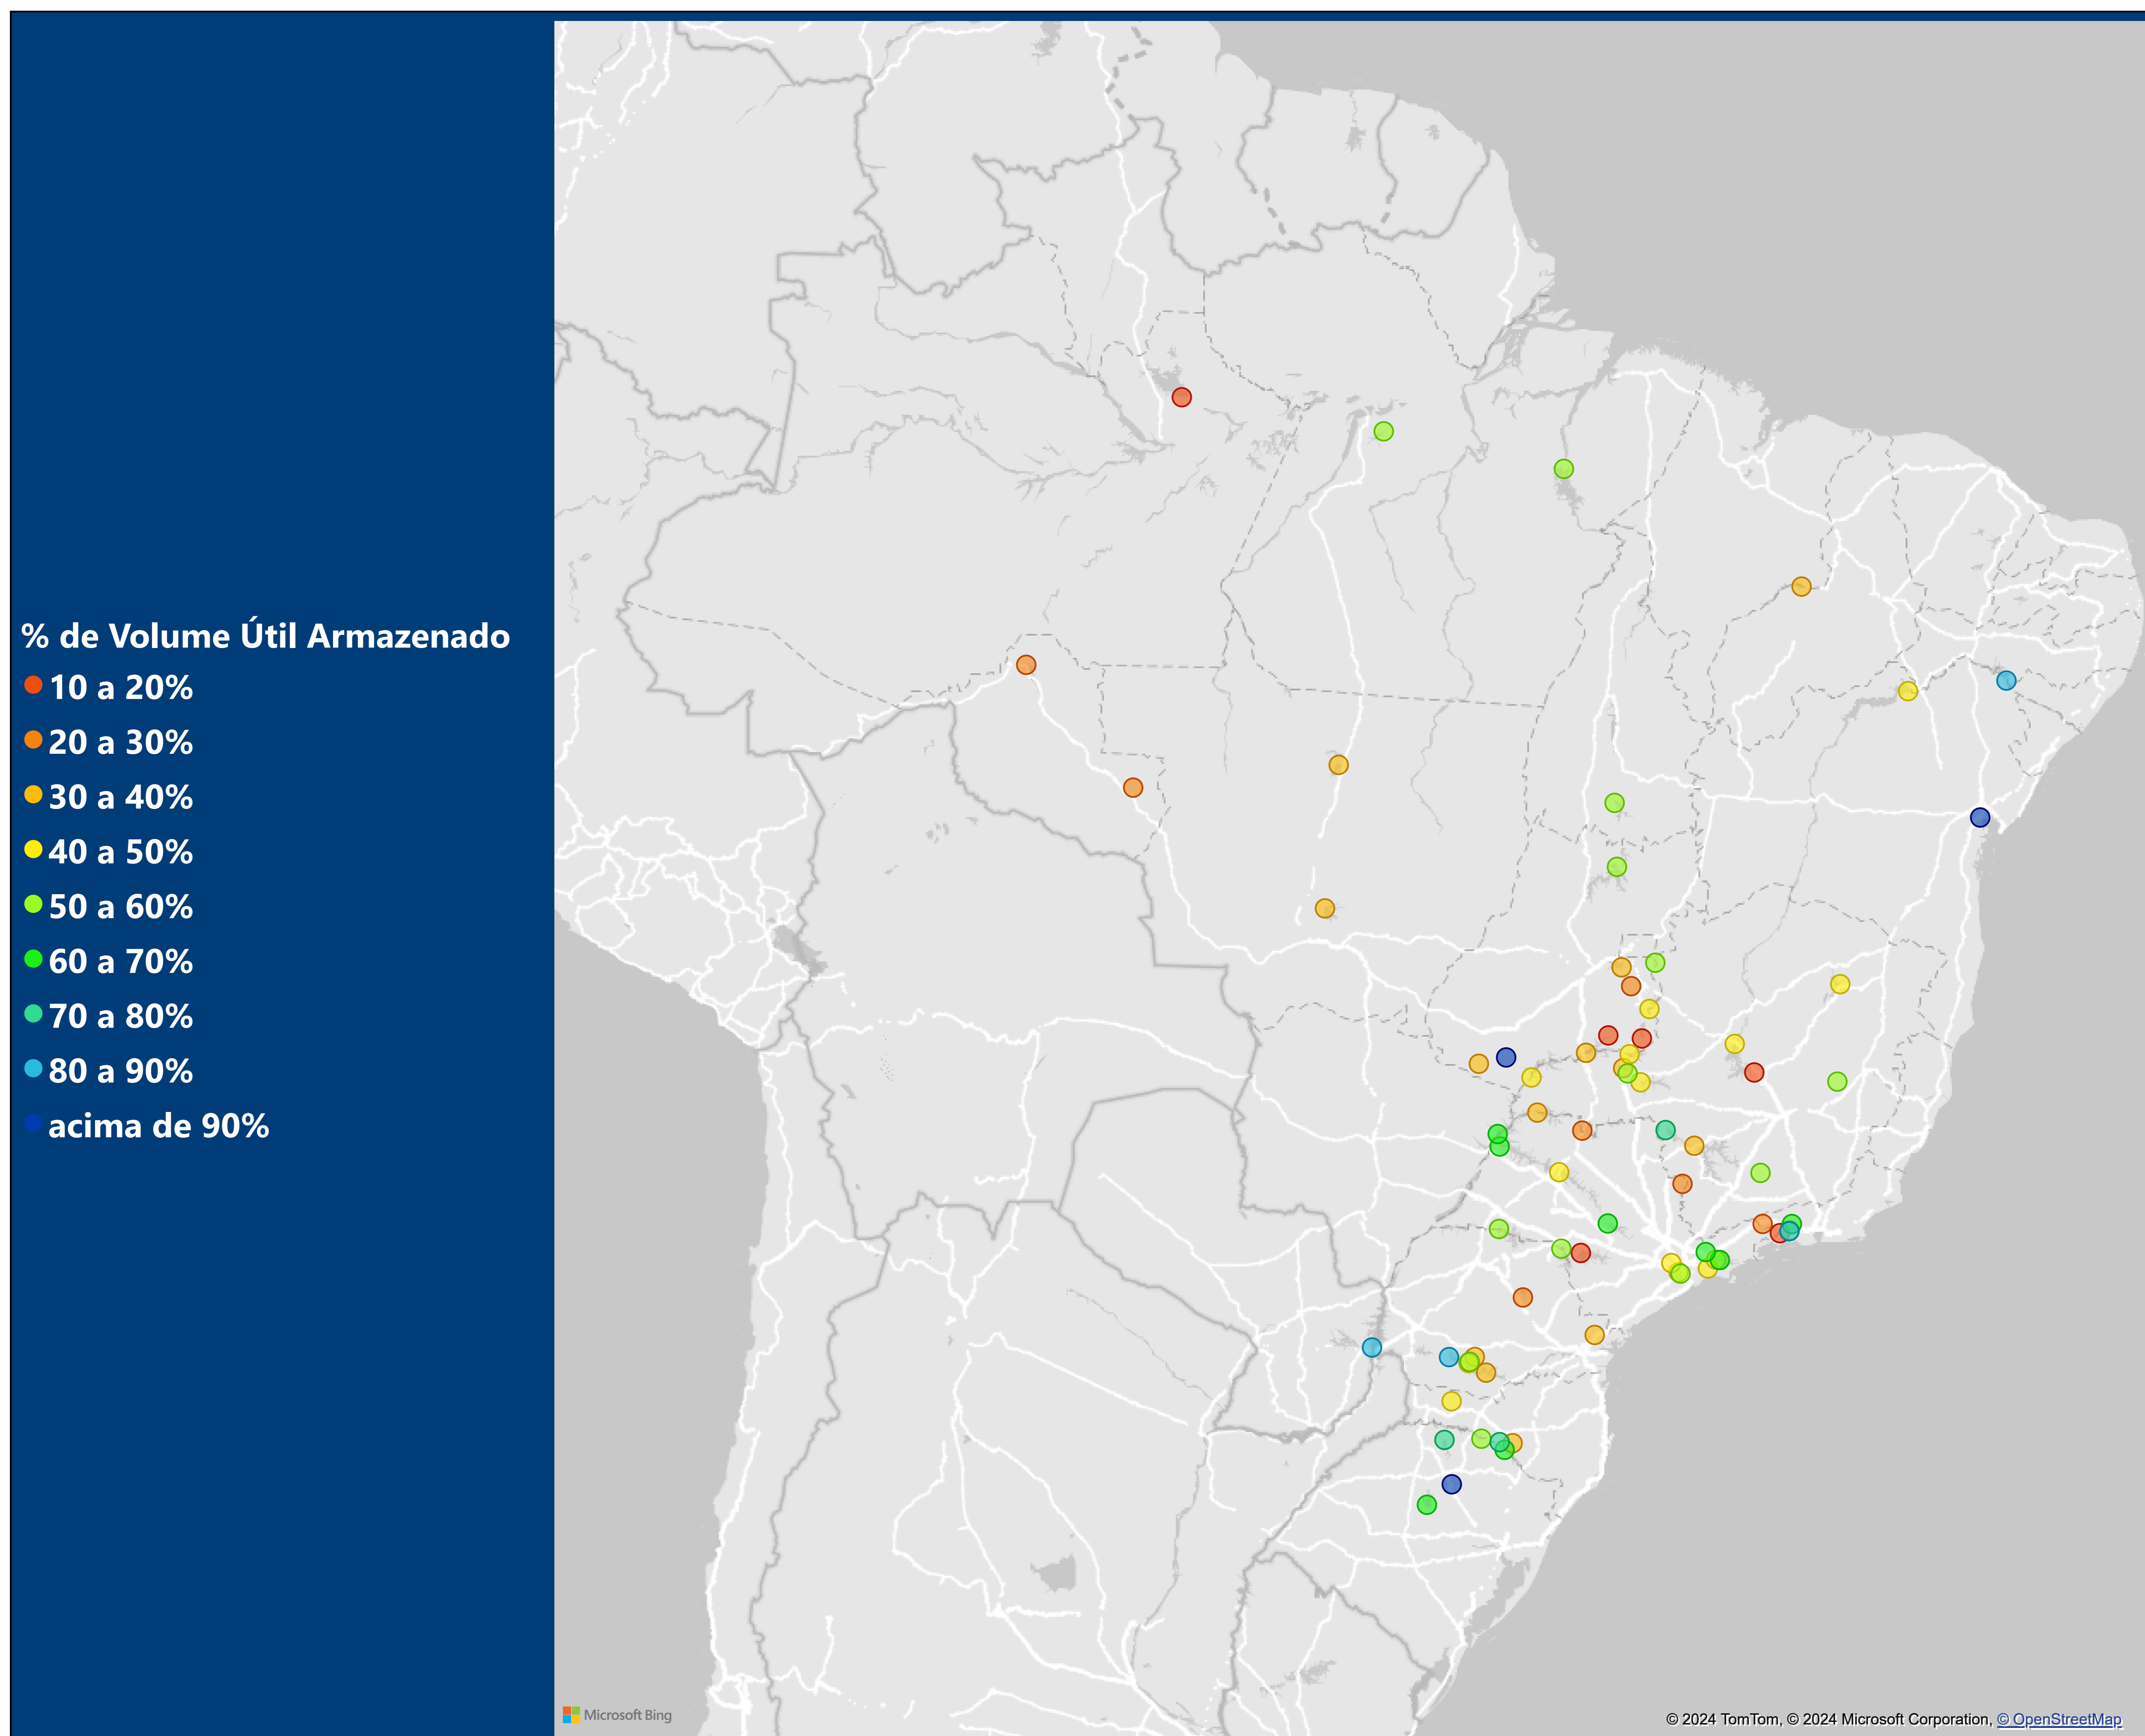 % de Volume Útil Armazenado
10 a 20%
20 a 30%
30 a 40%
40 a 50%
50 a 60%
60 a 70%
70 a 80%
80 a 90%
acima de 90%
Microsoft Bing
© 2024 TomTom, © 2024 Microsoft Corporation, © OpenStreetMap